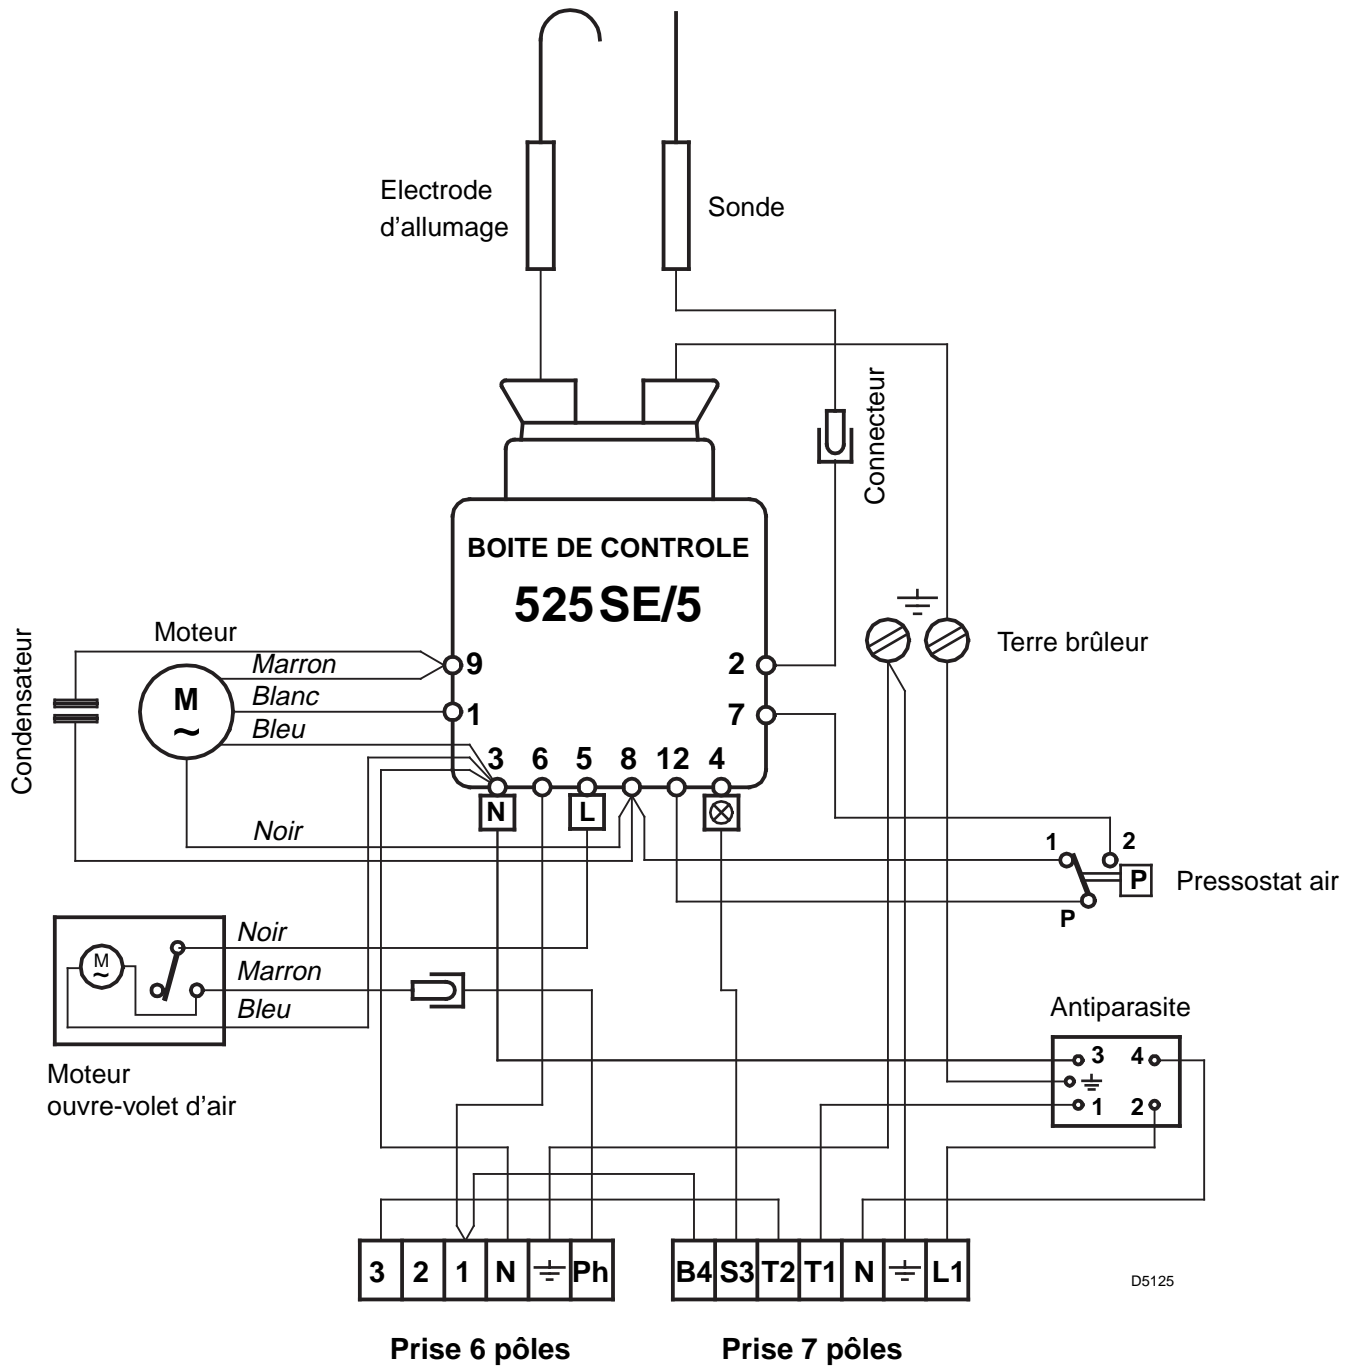 Electrode
d'allumage
Sonde
Connecteur
BOITE DE CONTROLE
525 SE/5
Terre brûleur
Condensateur
Moteur
Marron
Blanc
Bleu
M
~
9
1
2
7
3 6 5 8 12 4
N L
Noir
1 2
P
P
Pressostat air
Noir
Marron
Bleu
M
~
Moteur
ouvre-volet d'air
Antiparasite
3 4
1 2
3 2 1 N Ph
B4 S3 T2 T1 N L1
D5125
Prise 6 pôles
Prise 7 pôles